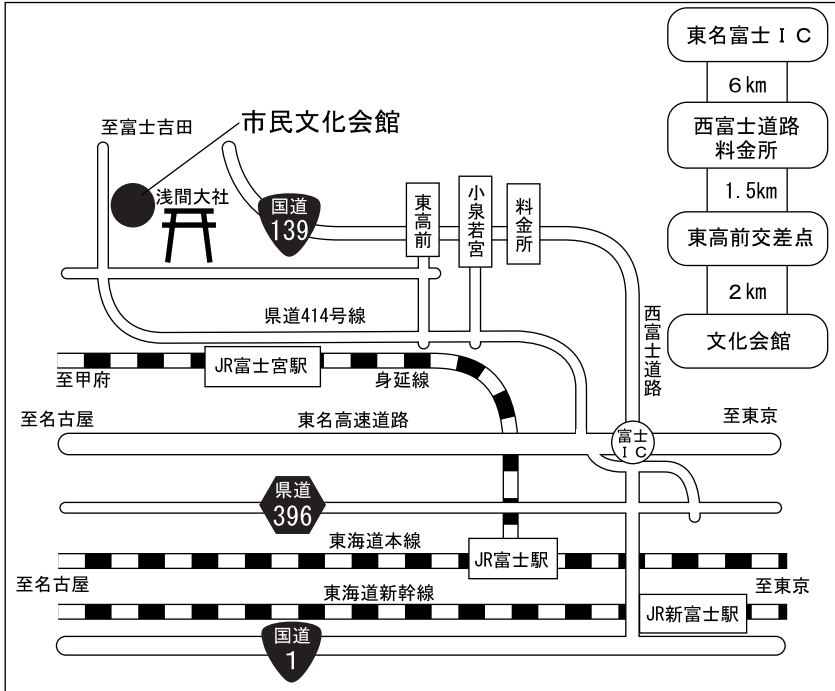 東名富士ＩＣ
6km
西富士道路
料金所
1.5km
東高前交差点
2km
文化会館
至富士吉田
市民文化会館
浅間大社
国道
139
東高前
小泉若宮
料金所
県道414号線
西富士道路
JR富士宮駅
至甲府
身延線
至名古屋
東名高速道路
富士
ＩＣ
至東京
県道
396
東海道本線
JR富士駅
至名古屋
東海道新幹線
至東京
JR新富士駅
国道
1